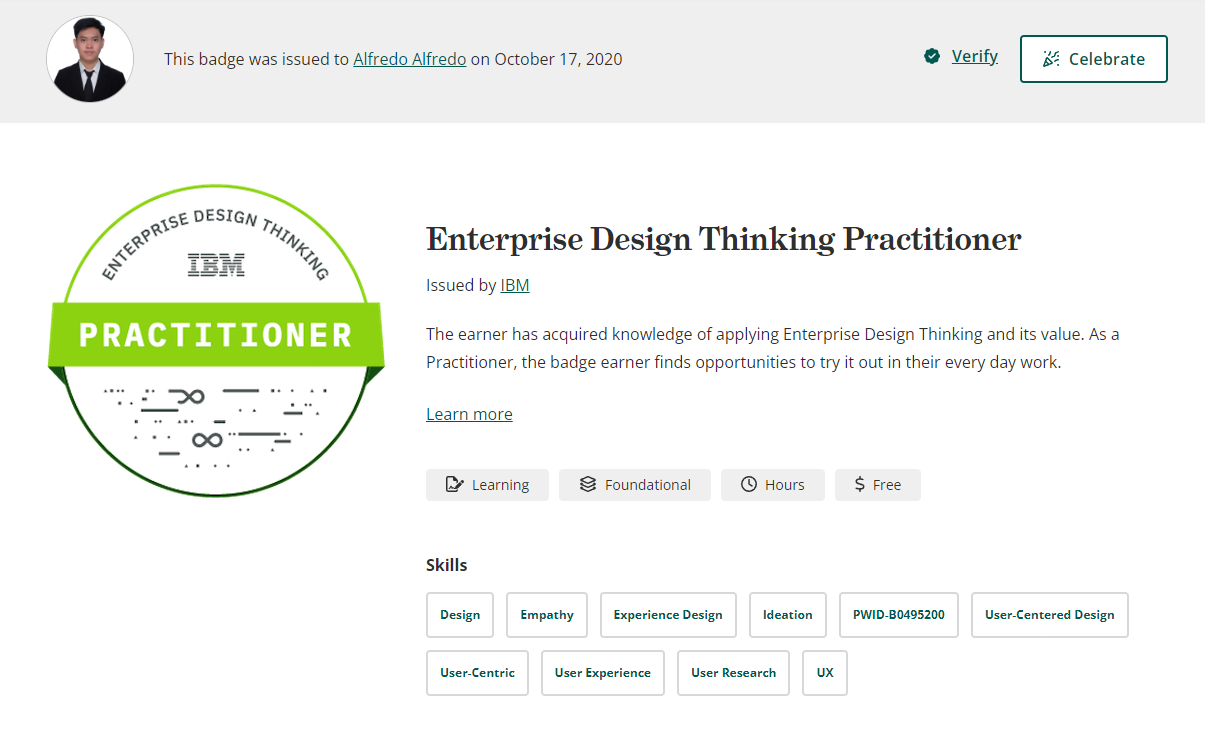 This badge was issued to Alfredo Alfredo on October 17, 2020
Verify
Celebrate
ENTERPRISE DESIGN THINKING
IBM
PRACTITIONER
Enterprise Design Thinking Practitioner
Issued by IBM
The earner has acquired knowledge of applying Enterprise Design Thinking and its value. As a
Practitioner, the badge earner finds opportunities to try it out in their every day work.
Learn more
Learning
Foundational
Hours
$ Free
Skills
Design
Empathy
Experience Design
Ideation
PWID-B0495200
User-Centered Design
User-Centric
User Experience
User Research
UX